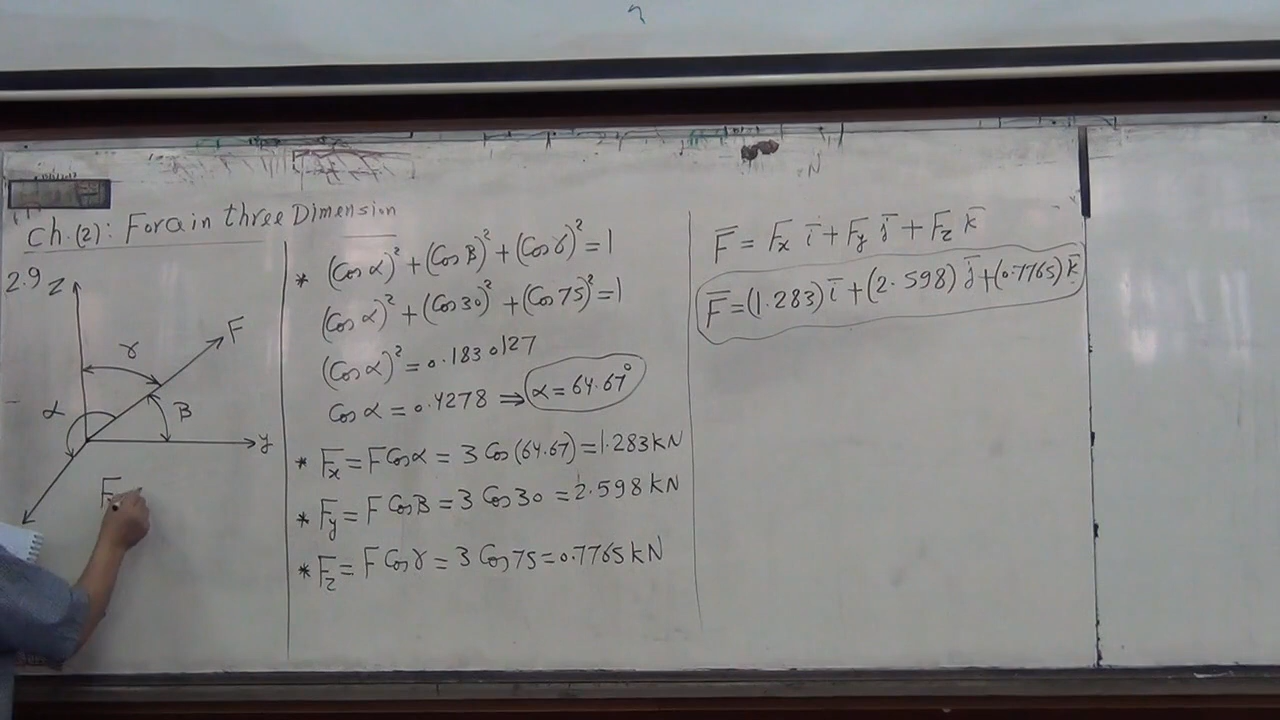 Ch.(2): Force in three Dimension
2.9
Z
F
γ
α
β
y
F
* (Cos α)² + (Cos β)² + (Cos γ)² = 1
(Cos α)² + (Cos 30)² + (Cos 75)² = 1
(Cos α)² = 0.1830127
Cos α = 0.4278 ⇒ α = 64.67°
* Fx = F Cos α = 3 Cos (64.67) = 1.283 kN
* Fy = F Cos β = 3 Cos 30 = 2.598 kN
* Fz = F Cos γ = 3 Cos 75 = 0.7765 kN
F̅ = Fx i̅ + Fy j̅ + Fz k̅
F̅ = (1.283) i̅ + (2.598) j̅ + (0.7765) k̅